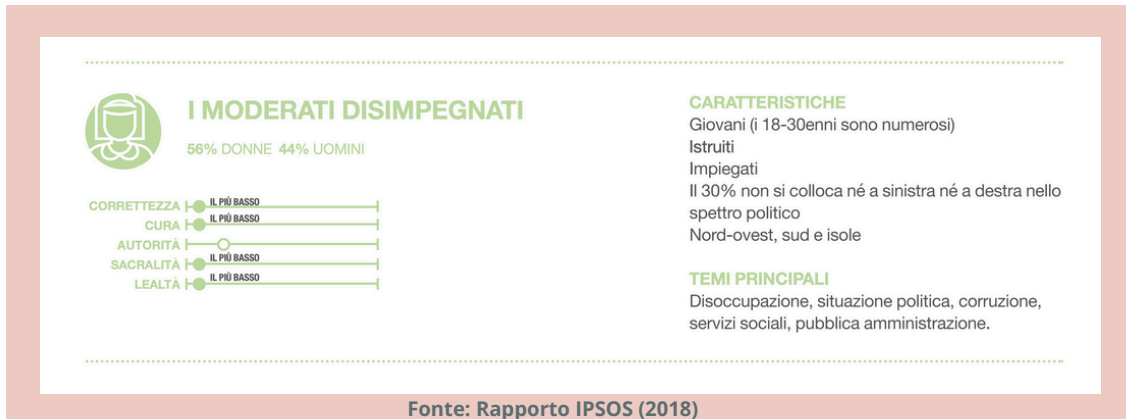 I MODERATI DISIMPEGNATI
56% DONNE 44% UOMINI
CORRETTEZZA IL PIÙ BASSO
CURA IL PIÙ BASSO
AUTORITÀ
SACRALITÀ IL PIÙ BASSO
LEALTÀ IL PIÙ BASSO
CARATTERISTICHE
Giovani (i 18-30enni sono numerosi)
Istruiti
Impiegati
Il 30% non si colloca né a sinistra né a destra nello
spettro politico
Nord-ovest, sud e isole
TEMI PRINCIPALI
Disoccupazione, situazione politica, corruzione,
servizi sociali, pubblica amministrazione.
Fonte: Rapporto IPSOS (2018)